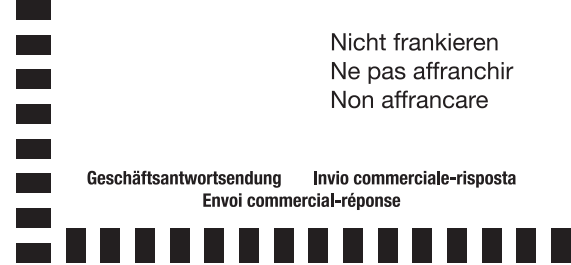 Nicht frankieren
Ne pas affranchir
Non affrancare
Geschäftsantwortsendung Invio commerciale-risposta
Envoi commercial-réponse